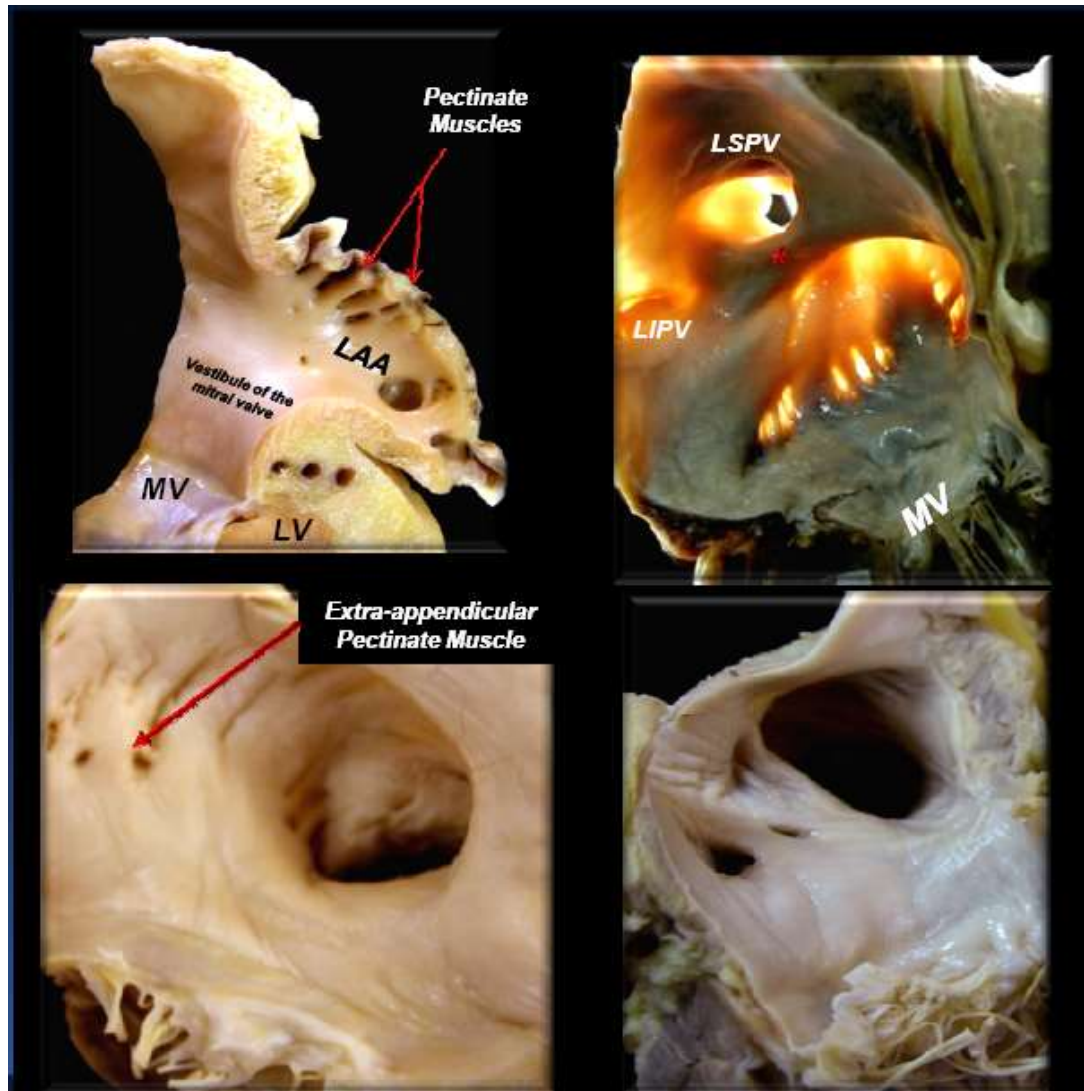 Pectinate
Muscles
LAA
Vestibule of the
mitral valve
MV
LV
LSPV
*
LIPV
MV
Extra-appendicular
Pectinate Muscle